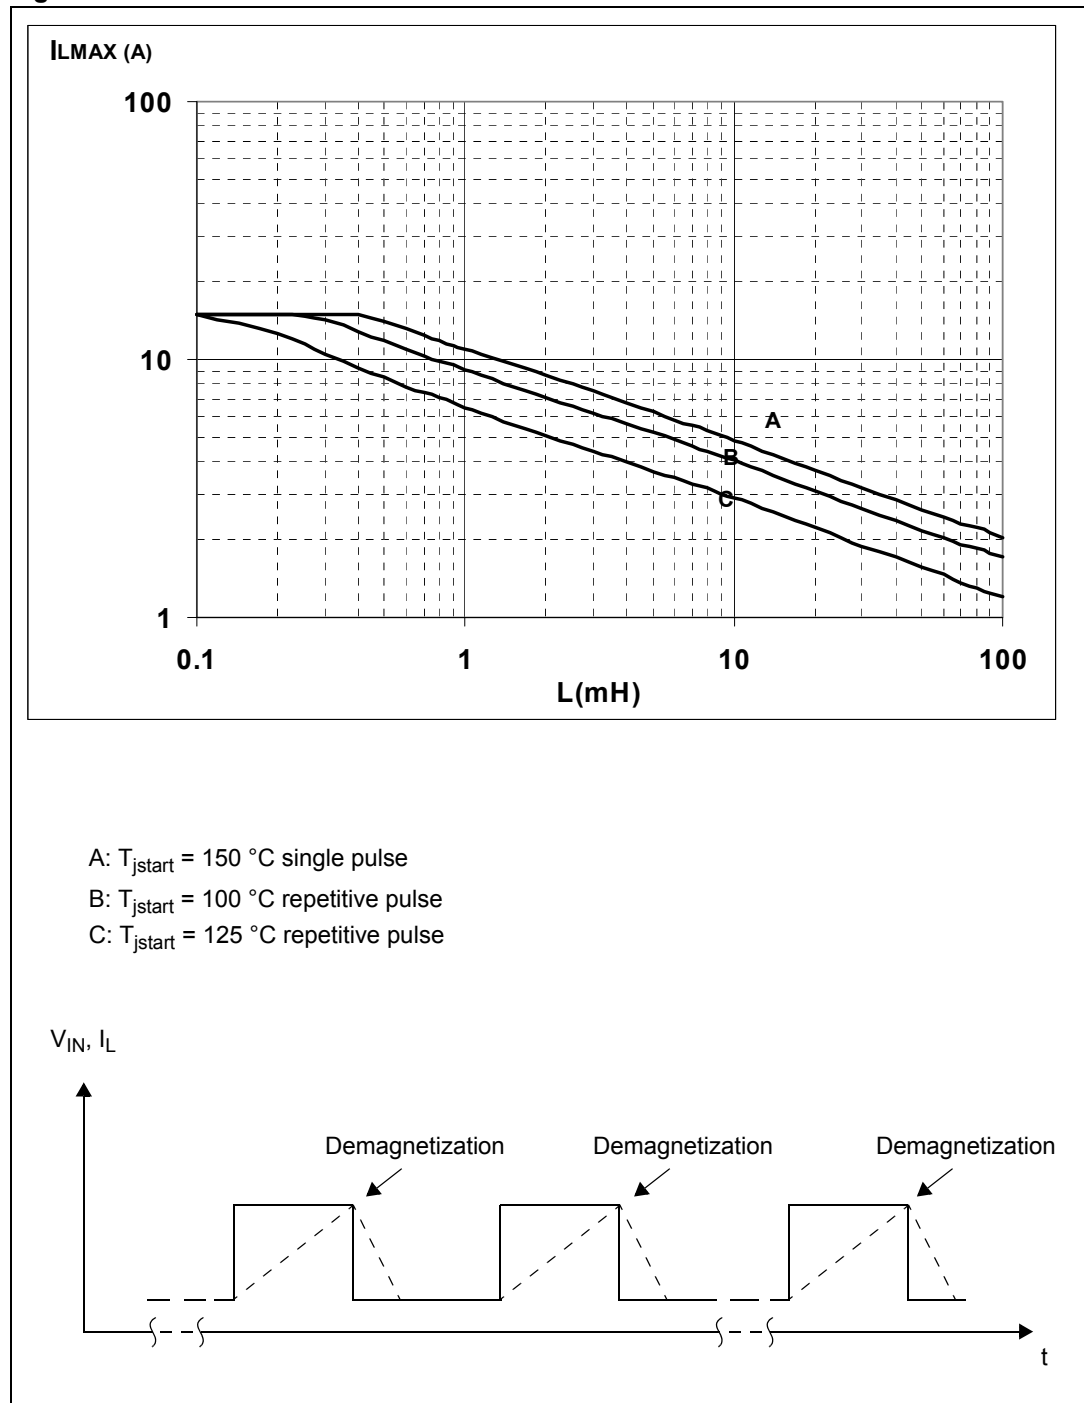 ILMAX (A)
100
10
1
A
B
C
0.1 1 10 100
L(mH)
A: Tjstart = 150 °C single pulse
B: Tjstart = 100 °C repetitive pulse
C: Tjstart = 125 °C repetitive pulse
VIN, IL
Demagnetization Demagnetization Demagnetization
t